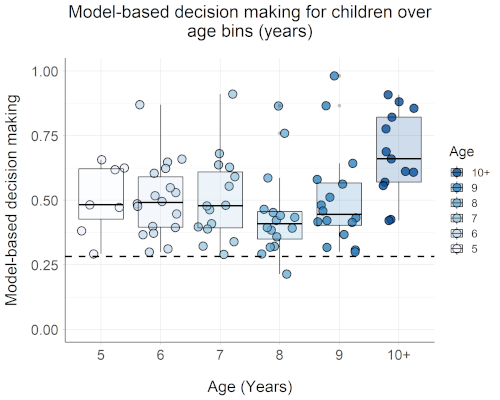 Model-based decision making for children over
age bins (years)
Model-based decision making
1.00
0.75
0.50
0.25
0.00
5 6 7 8 9 10+
Age (Years)
Age
10+
9
8
7
6
5